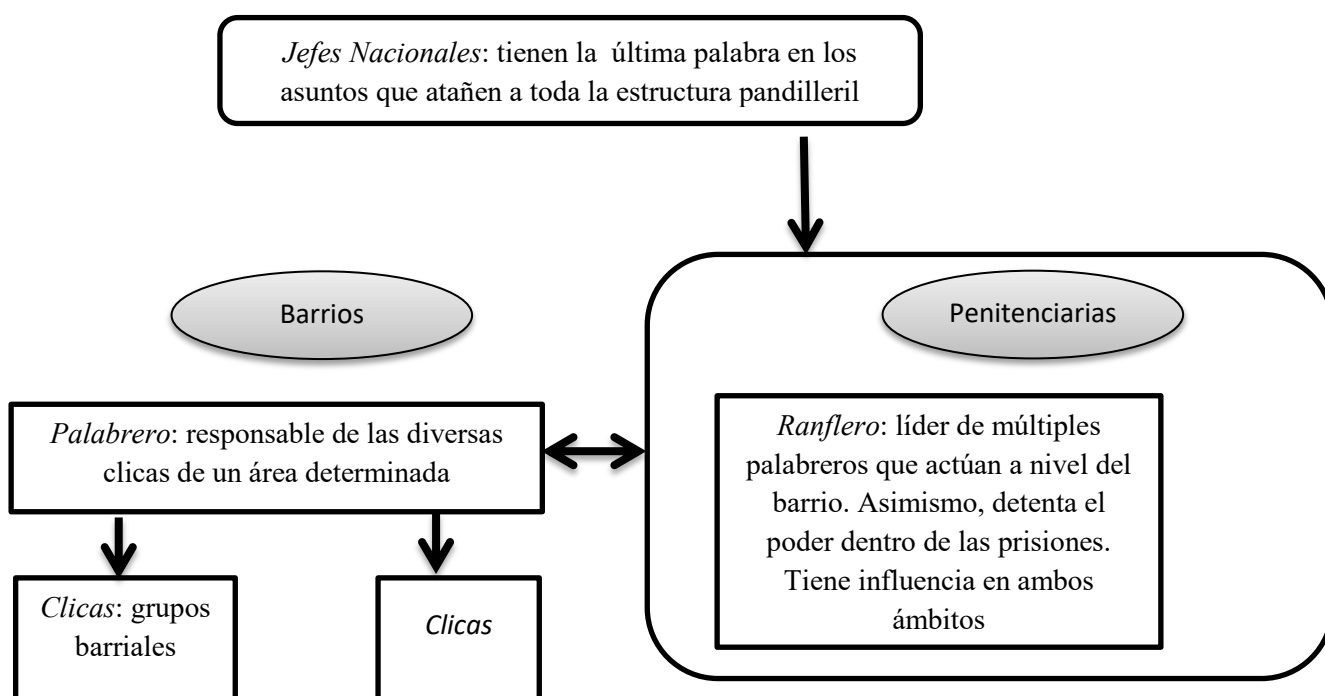 Jefes Nacionales: tienen la última palabra en los
asuntos que atañen a toda la estructura pandilleril
Barrios
Penitenciarias
Palabrero: responsable de las diversas
clicas de un área determinada
Ranflero: líder de múltiples
palabreros que actúan a nivel del
barrio. Asimismo, detenta el
poder dentro de las prisiones.
Tiene influencia en ambos
ámbitos
Clicas: grupos
barriales
Clicas